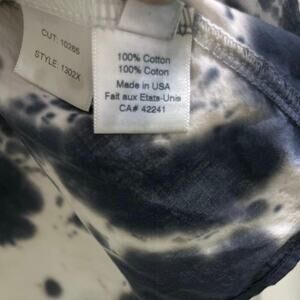 CUT: 10285
STYLE: 1302X
100% Cotton
100% Coton
Made in USA
Fait aux Etats-Unis
CA# 42241